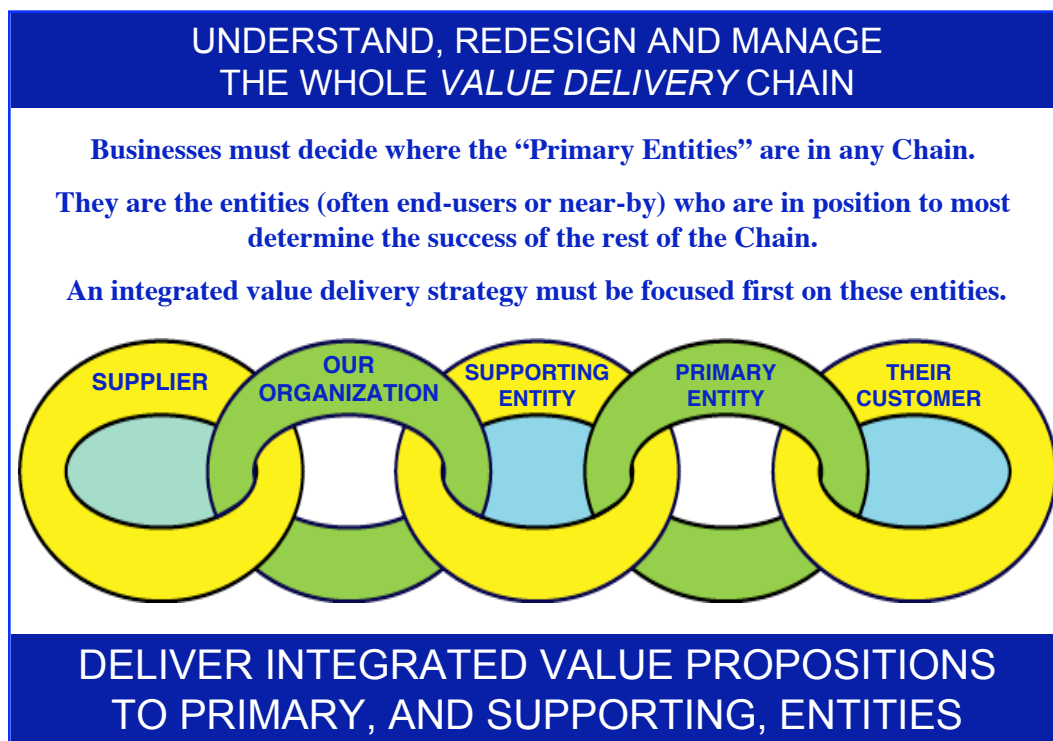 UNDERSTAND, REDESIGN AND MANAGE
THE WHOLE VALUE DELIVERY CHAIN
Businesses must decide where the “Primary Entities” are in any Chain.
They are the entities (often end-users or near-by) who are in position to most
determine the success of the rest of the Chain.
An integrated value delivery strategy must be focused first on these entities.
SUPPLIER
OUR
ORGANIZATION
SUPPORTING
ENTITY
PRIMARY
ENTITY
THEIR
CUSTOMER
DELIVER INTEGRATED VALUE PROPOSITIONS
TO PRIMARY, AND SUPPORTING, ENTITIES